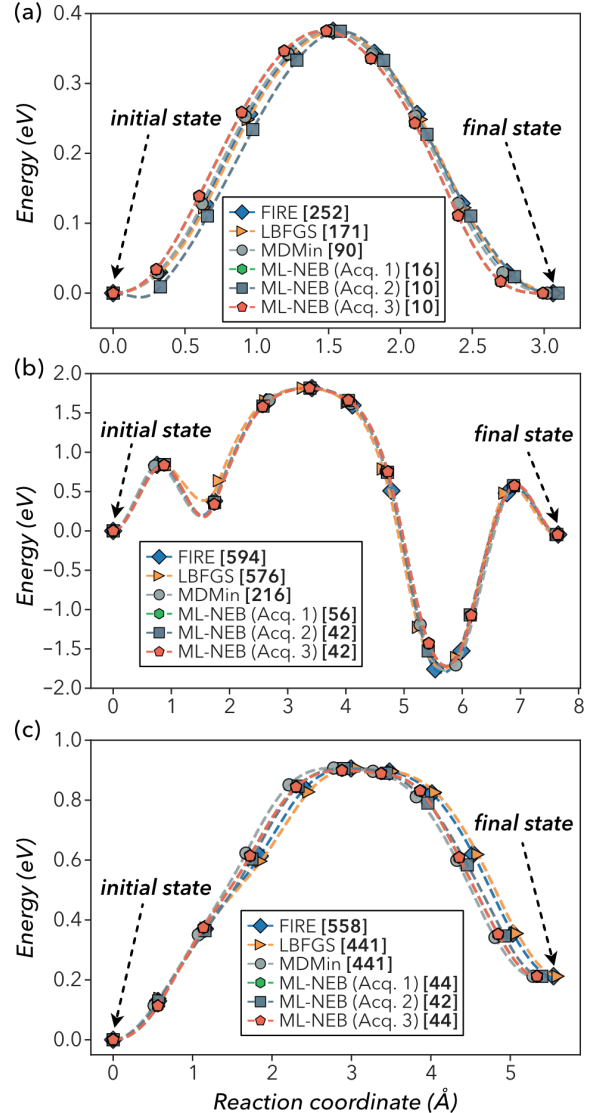 (a)
0.4
0.3
0.2
0.1
0.0
Energy (eV)
initial state
final state
FIRE [252]
LBFGS [171]
MDMin [90]
ML-NEB (Acq. 1) [16]
ML-NEB (Acq. 2) [10]
ML-NEB (Acq. 3) [10]
0.0 0.5 1.0 1.5 2.0 2.5 3.0
(b)
2.0
1.5
1.0
0.5
0.0
−0.5
−1.0
−1.5
−2.0
Energy (eV)
initial state
final state
FIRE [594]
LBFGS [576]
MDMin [216]
ML-NEB (Acq. 1) [56]
ML-NEB (Acq. 2) [42]
ML-NEB (Acq. 3) [42]
0 1 2 3 4 5 6 7 8
(c)
1.0
0.8
0.6
0.4
0.2
0.0
Energy (eV)
initial state
final state
FIRE [558]
LBFGS [441]
MDMin [441]
ML-NEB (Acq. 1) [44]
ML-NEB (Acq. 2) [42]
ML-NEB (Acq. 3) [44]
0 1 2 3 4 5
Reaction coordinate (Å)